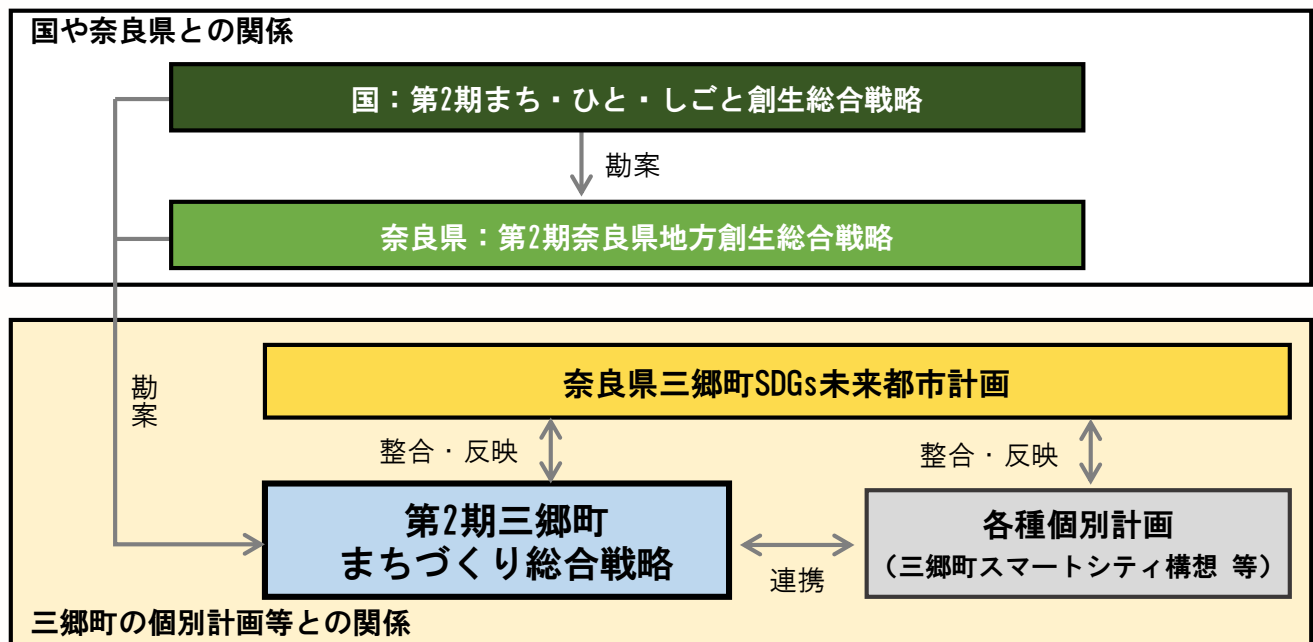 国や奈良県との関係
国：第2期まち・ひと・しごと創生総合戦略
勘案
奈良県：第2期奈良県地方創生総合戦略
勘案
奈良県三郷町SDGs未来都市計画
整合・反映
整合・反映
第2期三郷町
まちづくり総合戦略
連携
各種個別計画
（三郷町スマートシティ構想 等）
三郷町の個別計画等との関係